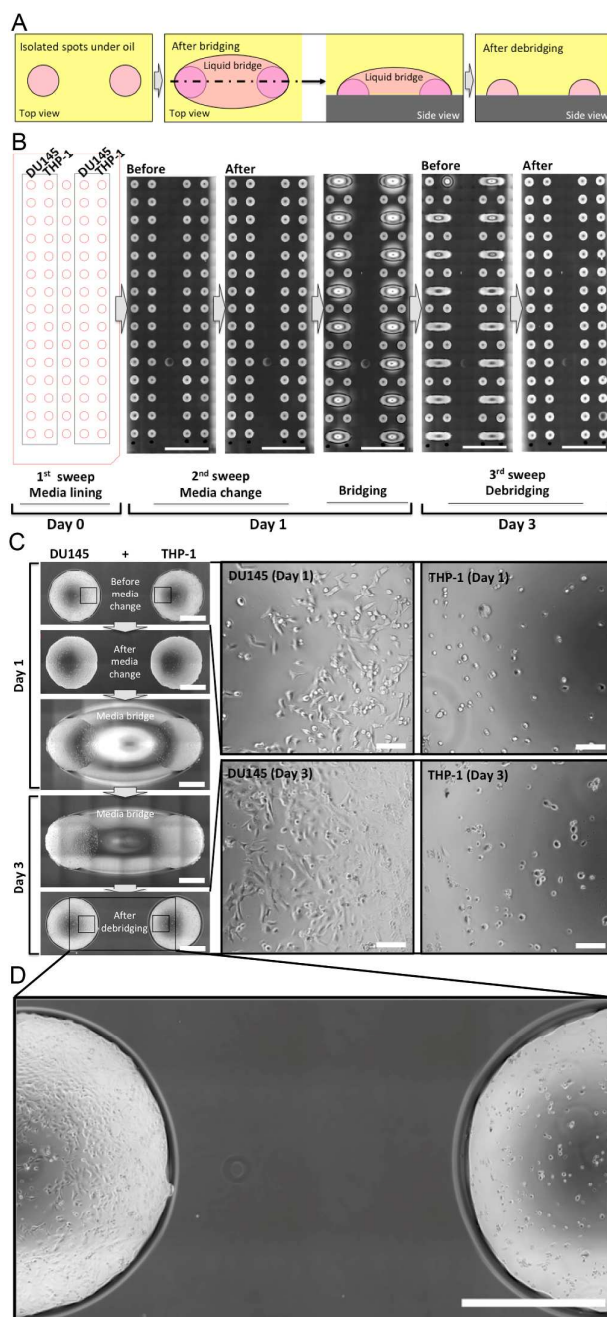 A
Isolated spots under oil
Top view
After bridging
Liquid bridge
Top view
Liquid bridge
Side view
After debridging
Side view
B
DU145
THP-1
DU145
THP-1
Before
After
Before
After
1st sweep
Media lining
2nd sweep
Media change
Bridging
3rd sweep
Debridging
Day 0
Day 1
Day 3
C
DU145 + THP-1
Day 1
Before
media
change
After
media
change
Media bridge
Day 3
Media bridge
After
debridging
DU145 (Day 1)
THP-1 (Day 1)
DU145 (Day 3)
THP-1 (Day 3)
D